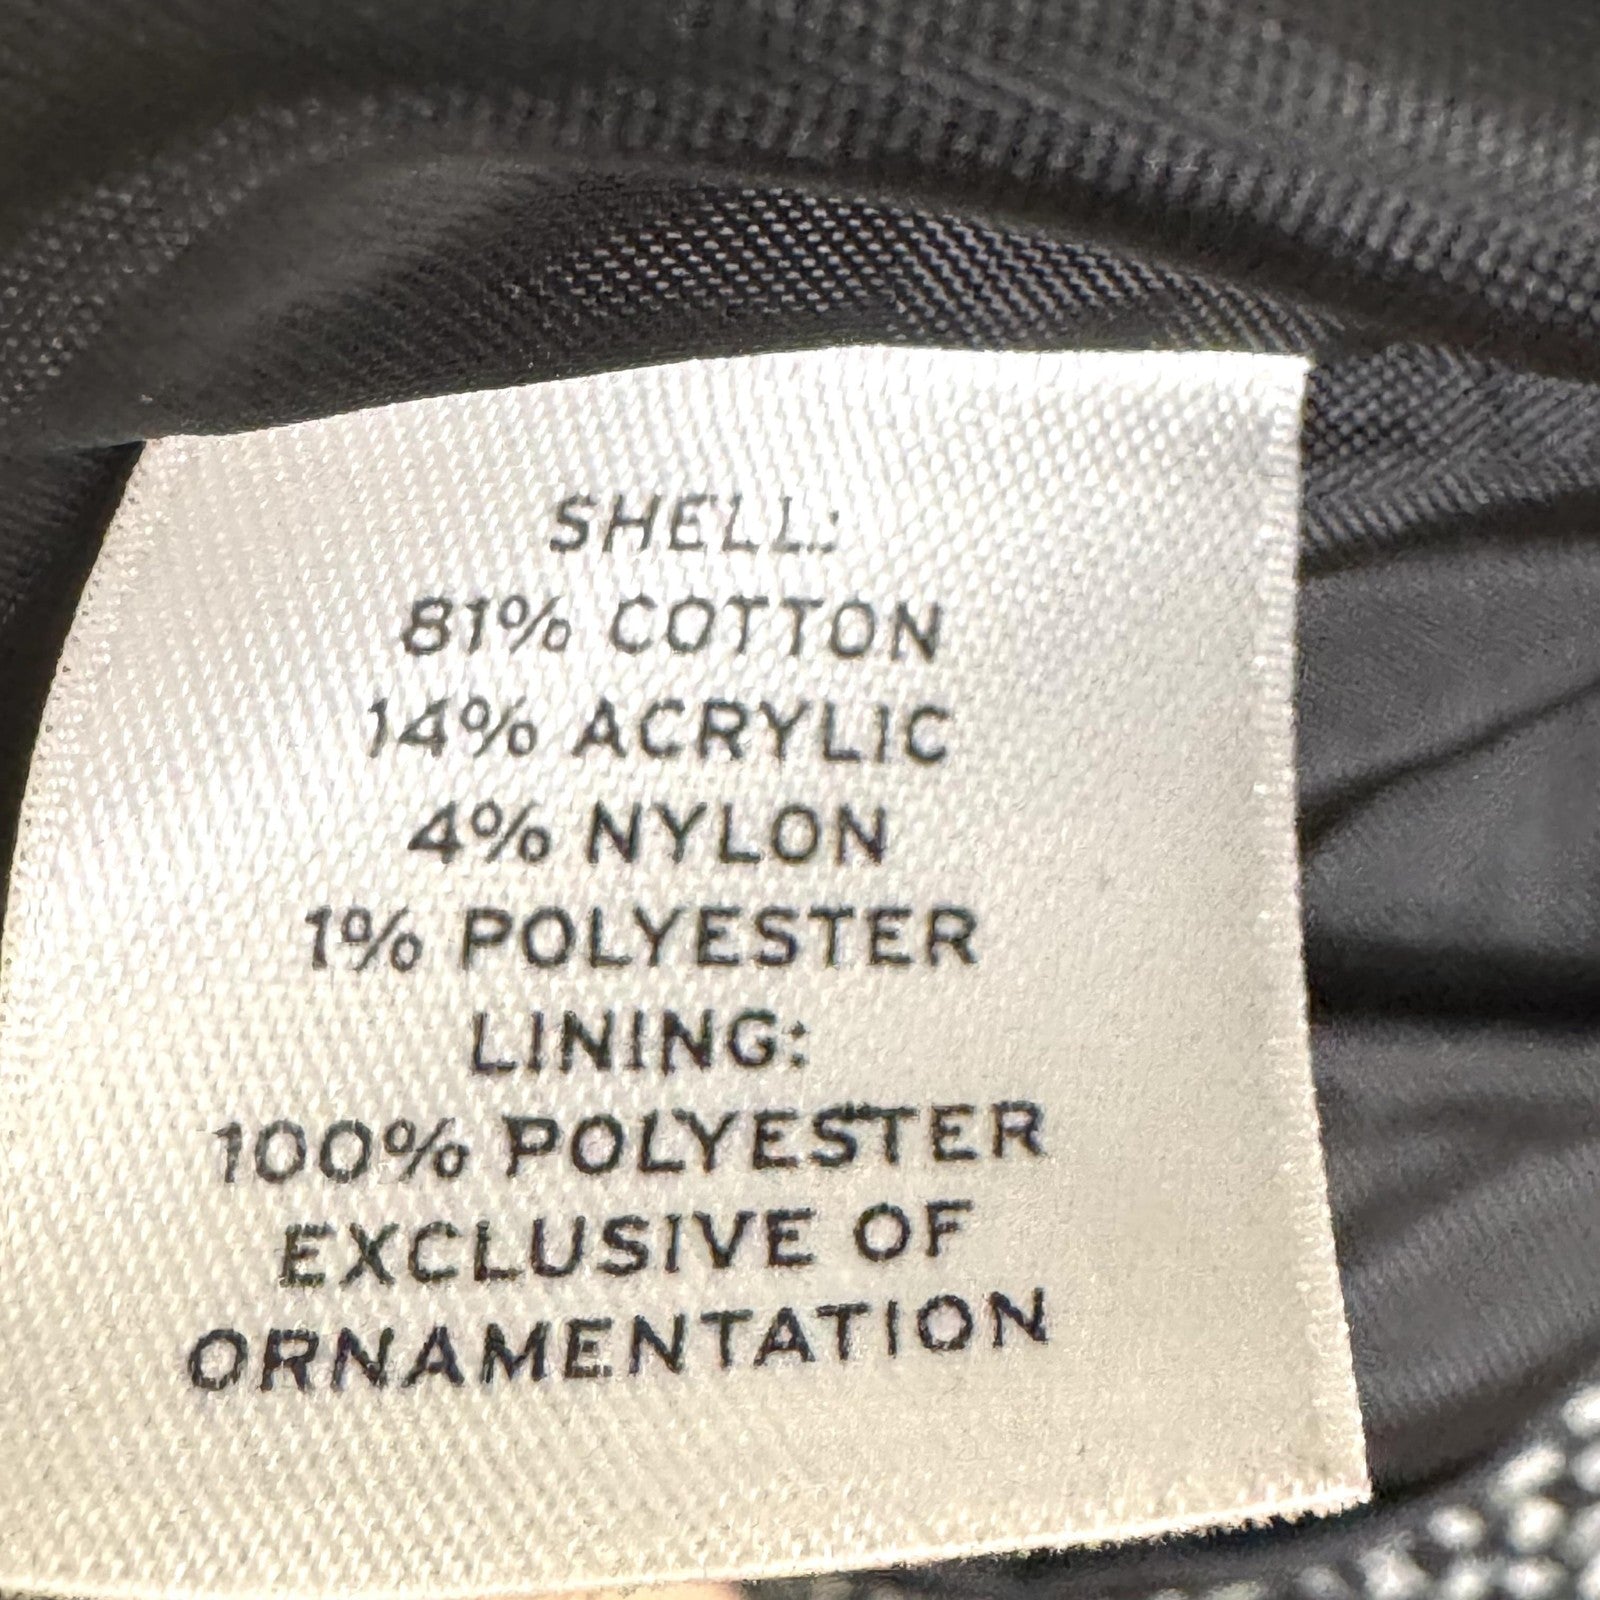 SHELL:
81% COTTON
14% ACRYLIC
4% NYLON
1% POLYESTER
LINING:
100% POLYESTER
EXCLUSIVE OF
ORNAMENTATION